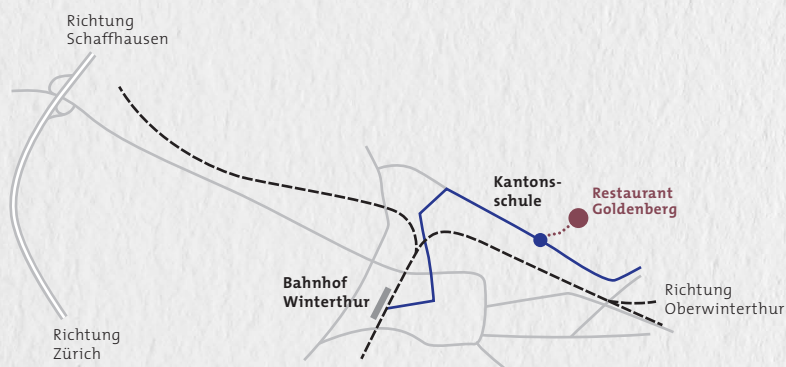 Richtung
Schaffhausen
Kantons-
schule
Restaurant
Goldenberg
Bahnhof
Winterthur
Richtung
Oberwinterthur
Richtung
Zürich